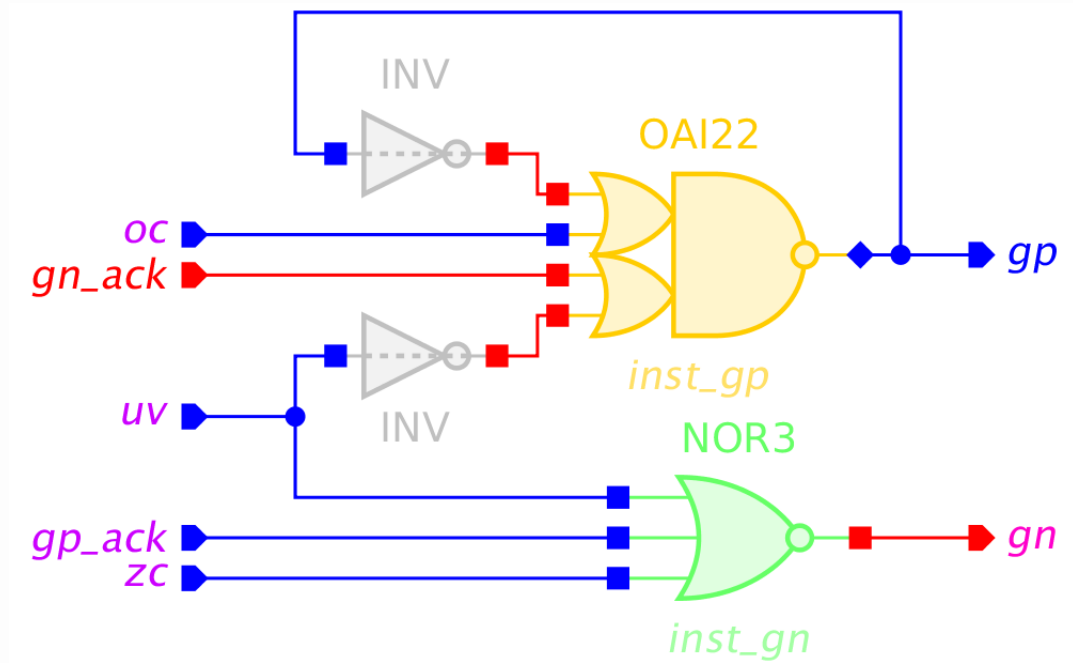 INV
OAI22
oc
gp
gn_ack
inst_gp
uv
INV
NOR3
gp_ack
gn
zc
inst_gn